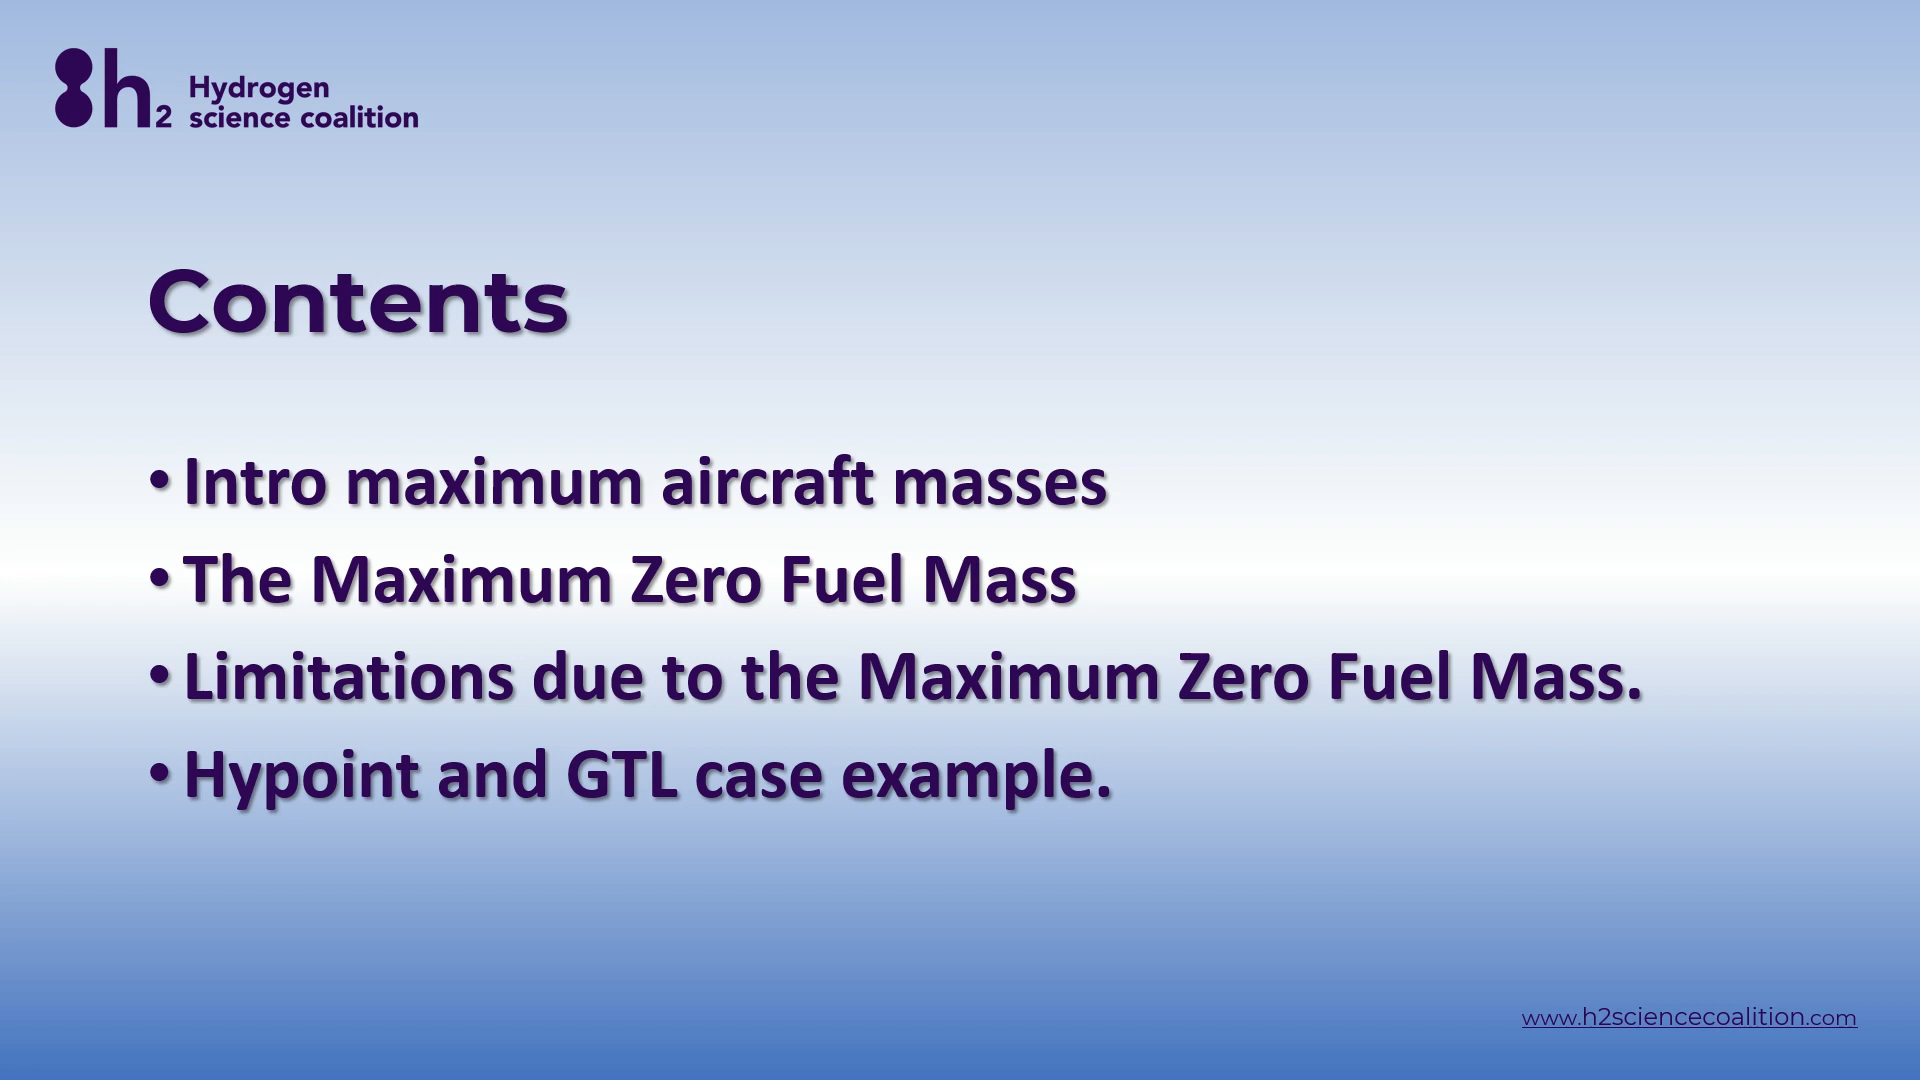 h2 Hydrogen
science coalition
Contents
• Intro maximum aircraft masses
• The Maximum Zero Fuel Mass
• Limitations due to the Maximum Zero Fuel Mass.
• Hypoint and GTL case example.
www.h2sciencecoalition.com